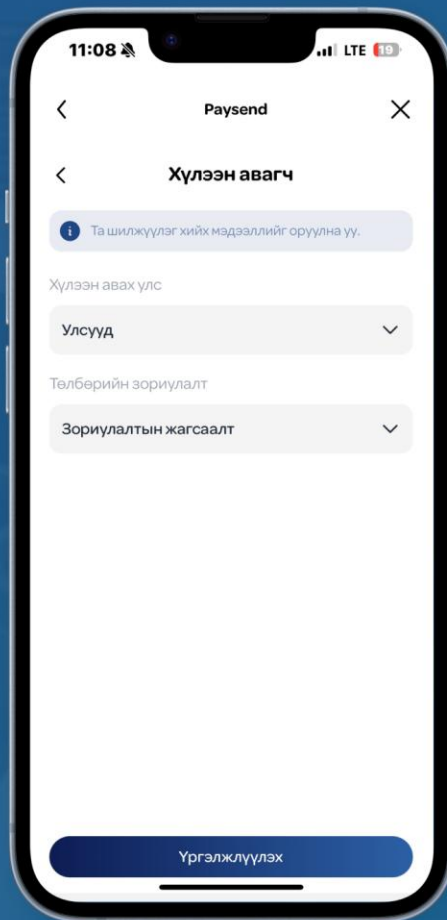 11:08 LTE 19
Paysend
Хүлээн авагч
Та шилжүүлэг хийх мэдээллийг оруулна уу.
Хүлээн авах улс
Улсууд
Төлбөрийн зориулалт
Зориулалтын жагсаалт
Үргэлжлүүлэх